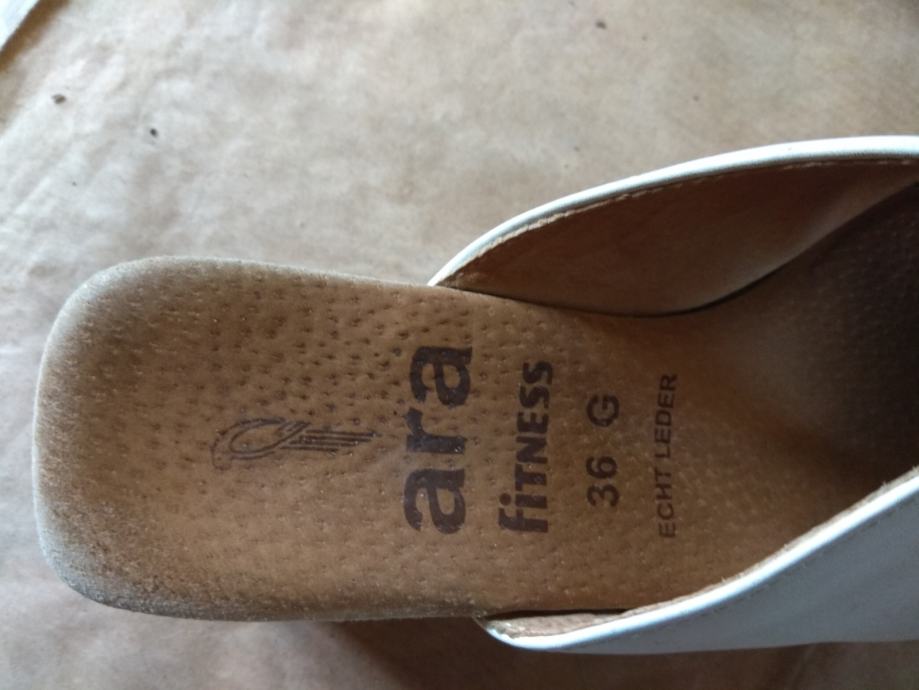 ara
fiTNESS
36 G
ECHT LEDER